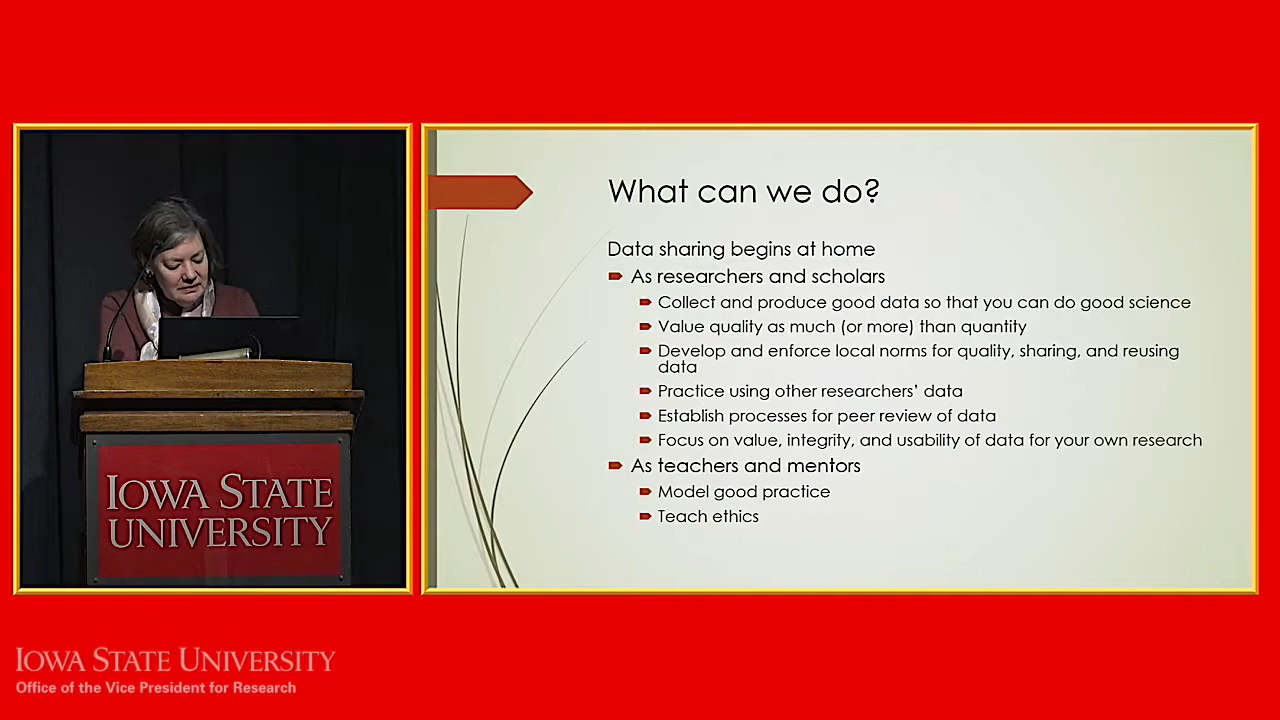 What can we do?
Data sharing begins at home
As researchers and scholars
Collect and produce good data so that you can do good science
Value quality as much (or more) than quantity
Develop and enforce local norms for quality, sharing, and reusing
data
Practice using other researchers’ data
Establish processes for peer review of data
Focus on value, integrity, and usability of data for your own research
As teachers and mentors
Model good practice
Teach ethics
IOWA STATE
UNIVERSITY
IOWA STATE UNIVERSITY
Office of the Vice President for Research